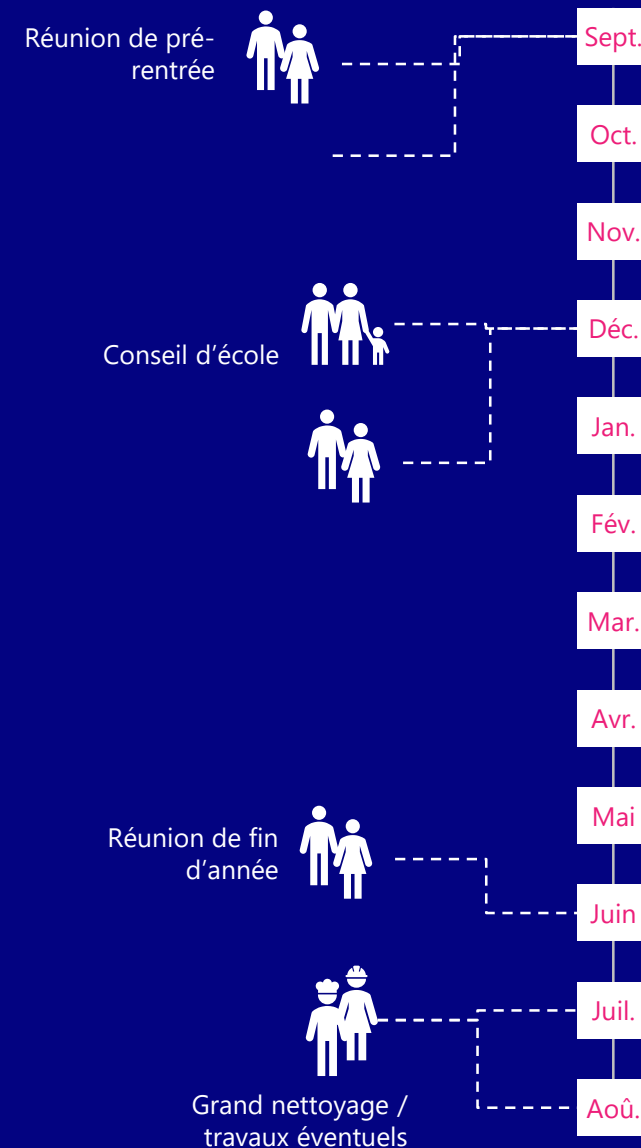 Réunion de pré-
rentrée
Sept.
Oct.
Nov.
Déc.
Conseil d’école
Jan.
Fév.
Mar.
Avr.
Mai
Réunion de fin
d’année
Juin
Juil.
Aoû.
Grand nettoyage /
travaux éventuels